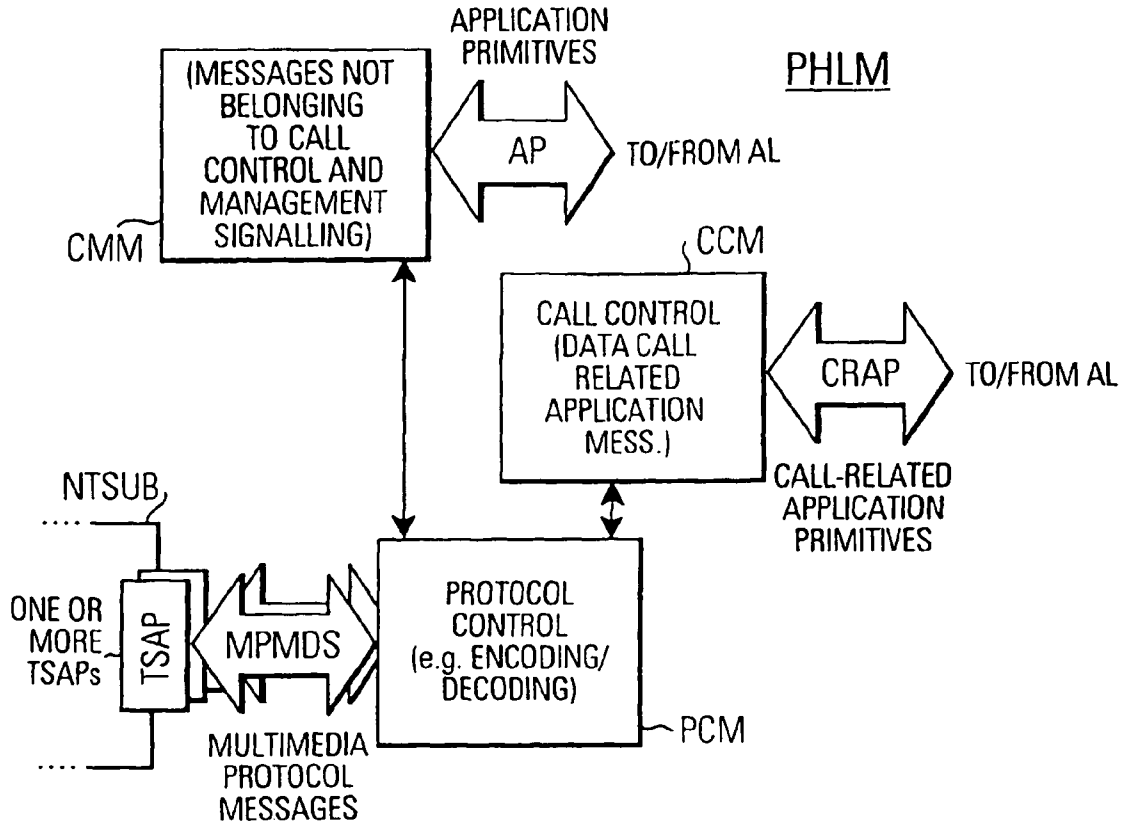 APPLICATION
PRIMITIVES
PHLM
(MESSAGES NOT
BELONGING
TO CALL
CONTROL AND
MANAGEMENT
SIGNALLING)
AP
TO/FROM AL
CMM
CCM
CALL CONTROL
(DATA CALL
RELATED
APPLICATION
MESS.)
CRAP
TO/FROM AL
CALL-RELATED
APPLICATION
PRIMITIVES
NTSUB
ONE OR
MORE
TSAPs
TSAP
MPMDS
PROTOCOL
CONTROL
(e.g. ENCODING/
DECODING)
PCM
MULTIMEDIA
PROTOCOL
MESSAGES